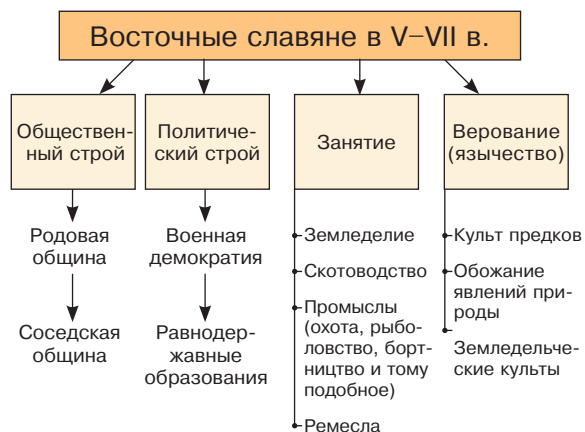 Восточные славяне в V–VII в.
Обществен-
ный строй
Политиче-
ский строй
Занятие
Верование
(язычество)
Родовая
община
Соседская
община
Военная
демократия
Равнодер-
жавные
образования
Земледелие
Скотоводство
Промыслы
(охота, рыбо-
ловство, борт-
ництво и тому
подобное)
Ремесла
Культ предков
Обожание
явлений при-
роды
Земледельче-
ские культы